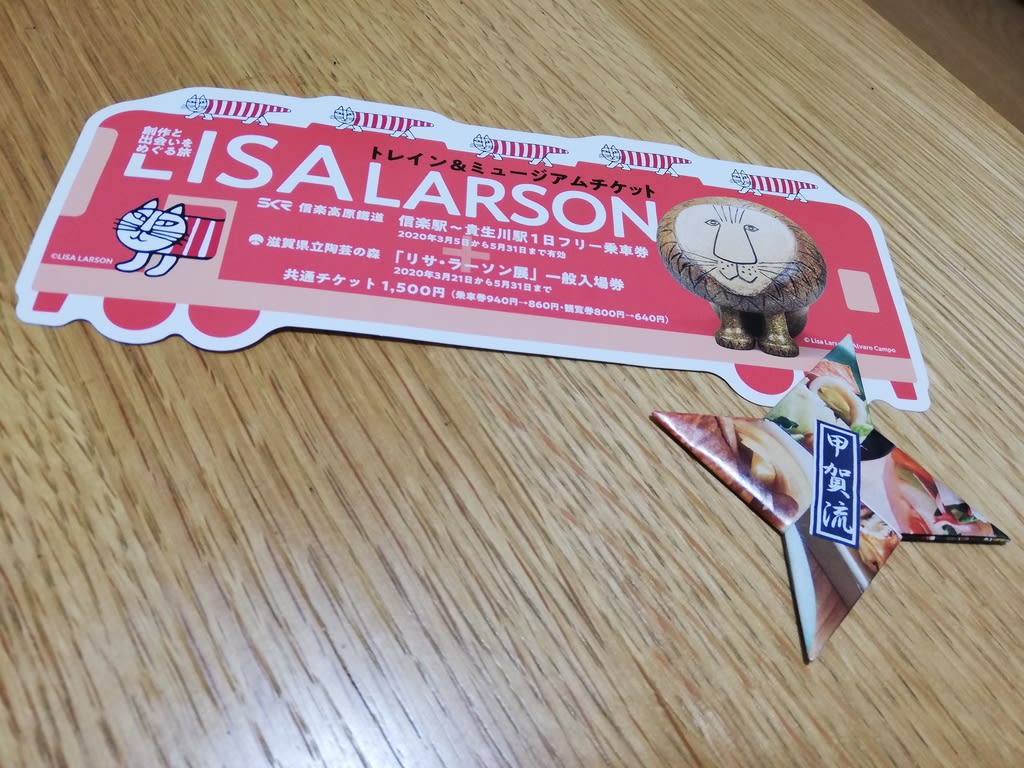 創作と
出会いを
めぐる旅
トレイン&ミュージアムチケット
LISA LARSON
SKR 信楽高原鐵道 信楽駅~貴生川駅1日フリー乗車券
2020年3月5日から5月31日まで有効
+
滋賀県立陶芸の森 「リサ・ラーソン展」一般入場券
2020年3月21日から5月31日まで
共通チケット 1,500円(乗車券940円→860円・観覧券800円→640円)
©LISA LARSON
© Lisa Larson/Alvaro Campo
甲賀流